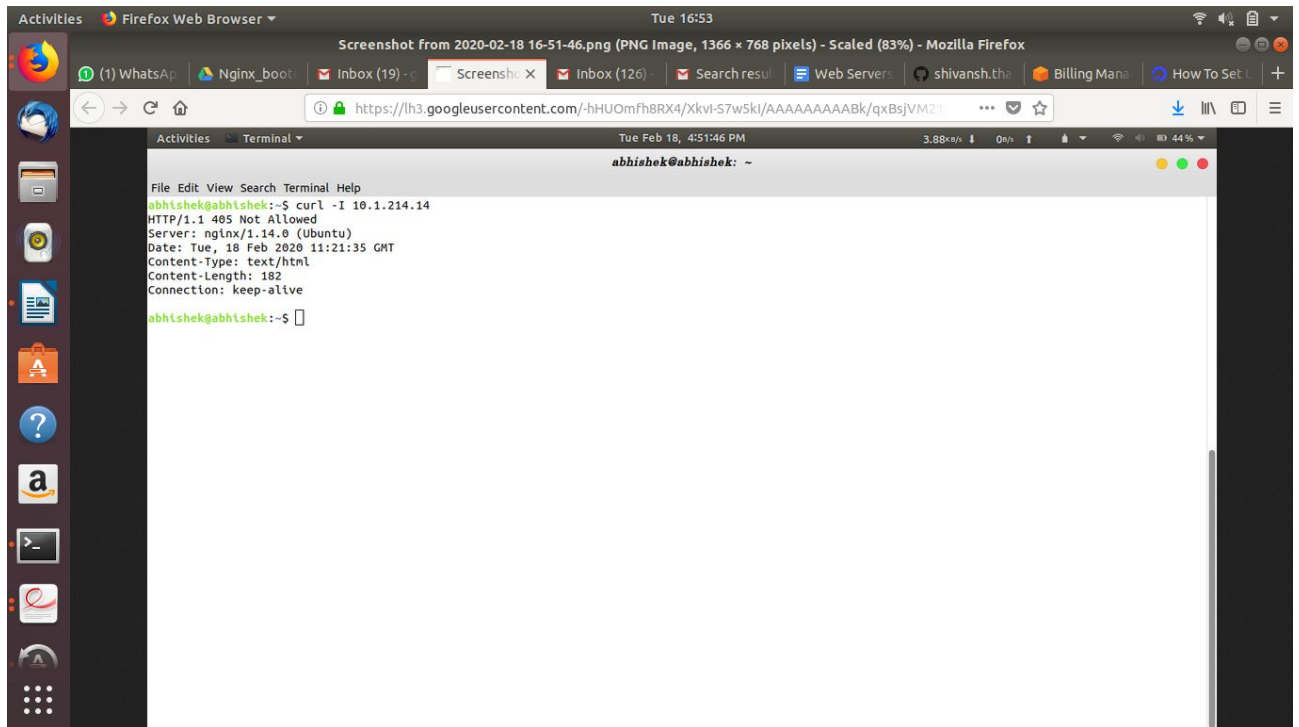 Activities Firefox Web Browser Tue 16:53
Screenshot from 2020-02-18 16-51-46.png (PNG Image, 1366 × 768 pixels) - Scaled (83%) - Mozilla Firefox
(1) WhatsAp Nginx_boot Inbox (19) - g Screensh Inbox (126) - Search resul Web Servers shivansh.tha Billing Mana How To Set
https://lh3.googleusercontent.com/-hHUOmfh8RX4/XkvI-S7w5kI/AAAAAAAAABk/qxBsjVM21
Activities Terminal Tue Feb 18, 4:51:46 PM 3.88KB/s 0B/s 44%
abhishek@abhishek: ~
File Edit View Search Terminal Help
abhishek@abhishek:~$ curl -I 10.1.214.14
HTTP/1.1 405 Not Allowed
Server: nginx/1.14.0 (Ubuntu)
Date: Tue, 18 Feb 2020 11:21:35 GMT
Content-Type: text/html
Content-Length: 182
Connection: keep-alive
abhishek@abhishek:~$